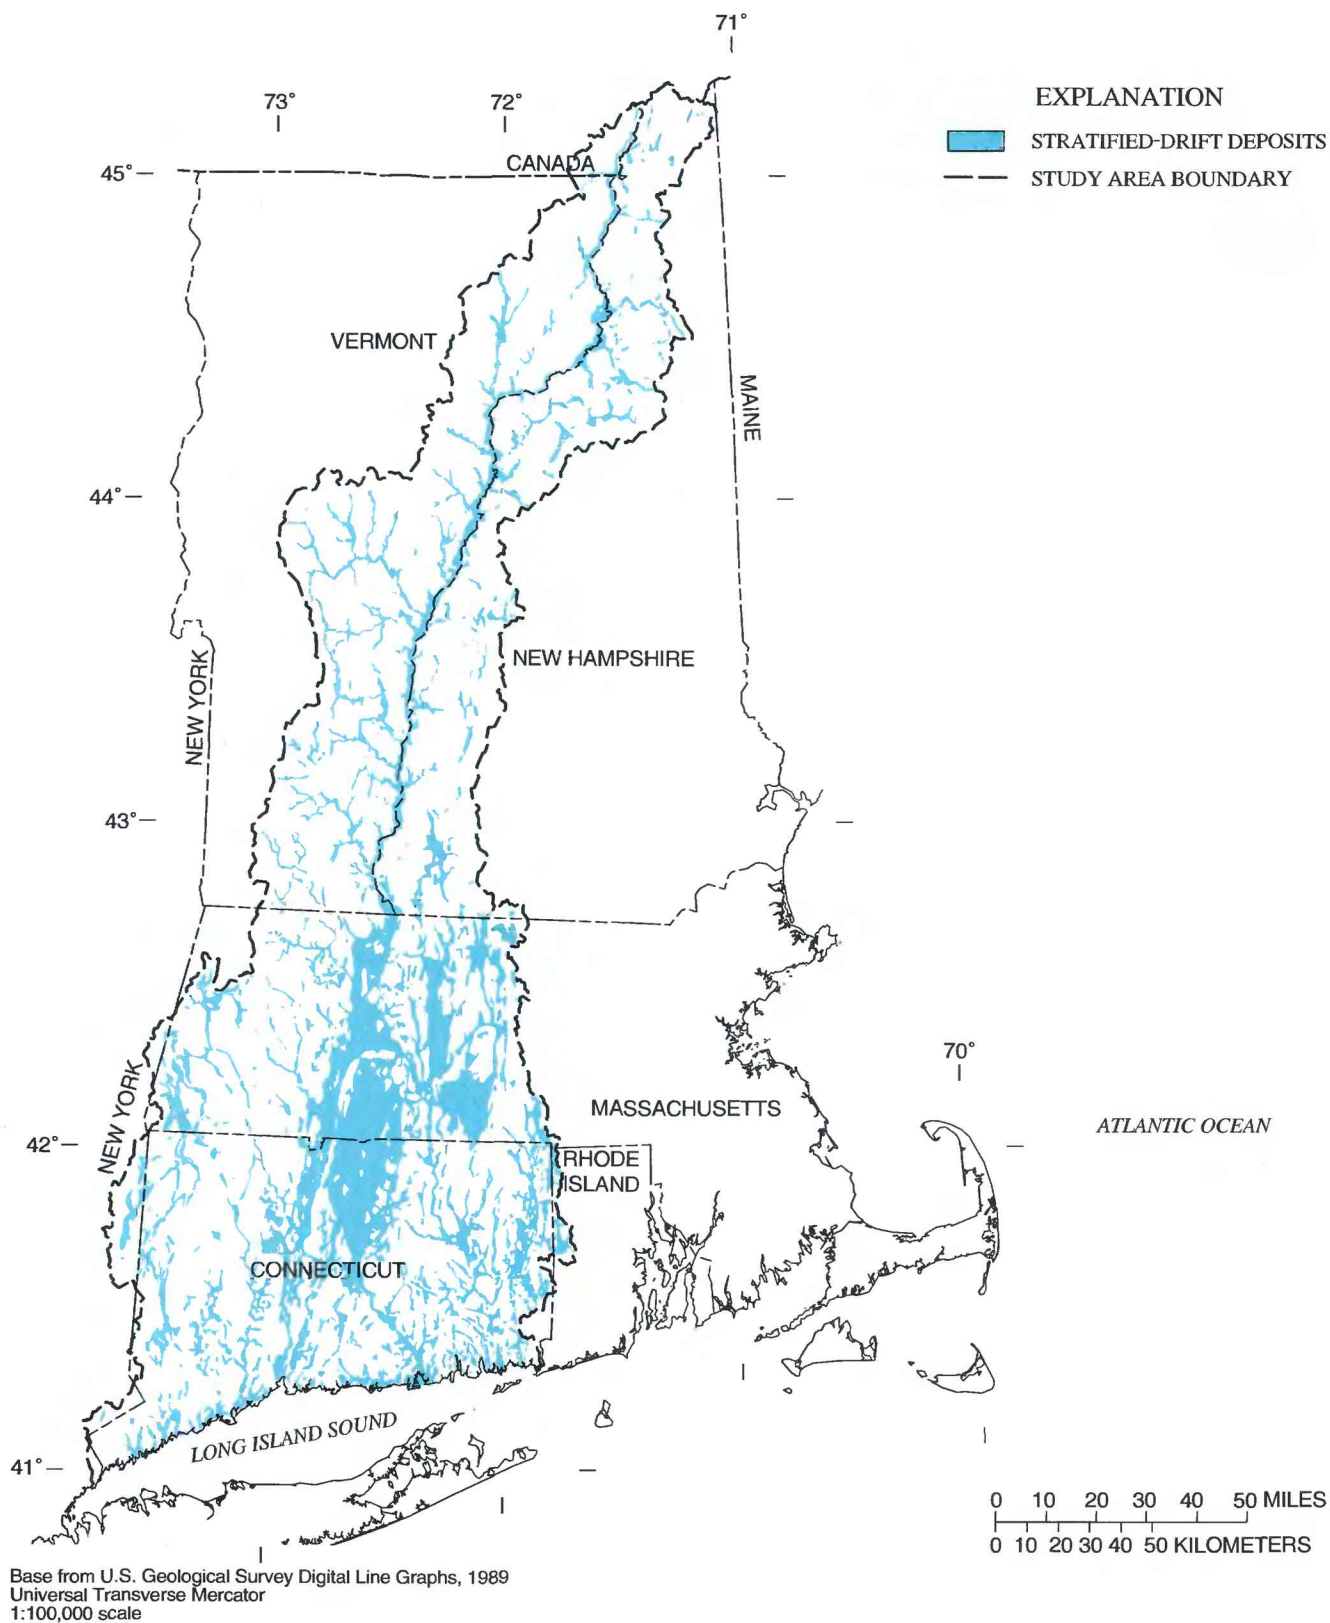 71°
73°
72°
EXPLANATION
STRATIFIED-DRIFT DEPOSITS
STUDY AREA BOUNDARY
CANADA
45°
VERMONT
MAINE
44°
NEW YORK
NEW HAMPSHIRE
43°
70°
NEW YORK
MASSACHUSETTS
ATLANTIC OCEAN
42°
RHODE
ISLAND
CONNECTICUT
LONG ISLAND SOUND
41°
0 10 20 30 40 50 MILES
0 10 20 30 40 50 KILOMETERS
Base from U.S. Geological Survey Digital Line Graphs, 1989
Universal Transverse Mercator
1:100,000 scale